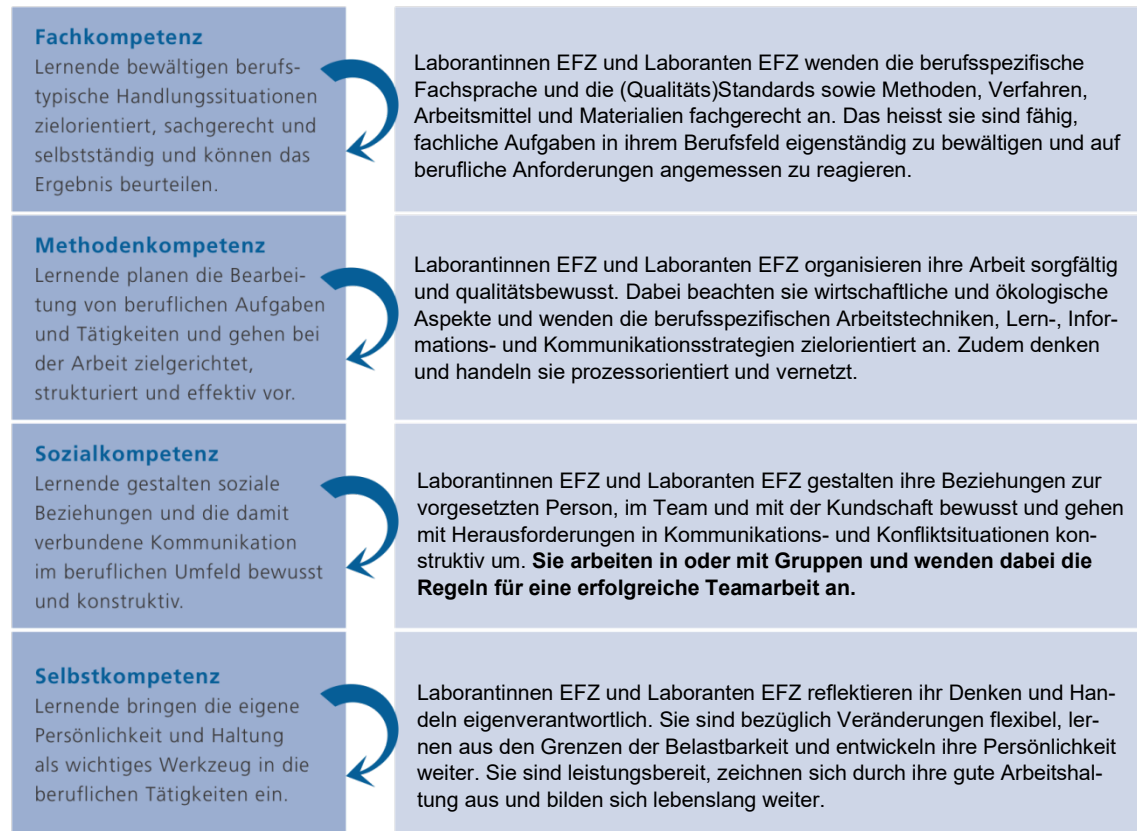 Fachkompetenz
Lernende bewältigen berufs-
typische Handlungssituationen
zielorientiert, sachgerecht und
selbstständig und können das
Ergebnis beurteilen.
Laborantinnen EFZ und Laboranten EFZ wenden die berufsspezifische
Fachsprache und die (Qualitäts)Standards sowie Methoden, Verfahren,
Arbeitsmittel und Materialien fachgerecht an. Das heisst sie sind fähig,
fachliche Aufgaben in ihrem Berufsfeld eigenständig zu bewältigen und auf
berufliche Anforderungen angemessen zu reagieren.
Methodenkompetenz
Lernende planen die Bearbei-
tung von beruflichen Aufgaben
und Tätigkeiten und gehen bei
der Arbeit zielgerichtet,
strukturiert und effektiv vor.
Laborantinnen EFZ und Laboranten EFZ organisieren ihre Arbeit sorgfältig
und qualitätsbewusst. Dabei beachten sie wirtschaftliche und ökologische
Aspekte und wenden die berufsspezifischen Arbeitstechniken, Lern-, Infor-
mations- und Kommunikationsstrategien zielorientiert an. Zudem denken
und handeln sie prozessorientiert und vernetzt.
Sozialkompetenz
Lernende gestalten soziale
Beziehungen und die damit
verbundene Kommunikation
im beruflichen Umfeld bewusst
und konstruktiv.
Laborantinnen EFZ und Laboranten EFZ gestalten ihre Beziehungen zur
vorgesetzten Person, im Team und mit der Kundschaft bewusst und gehen
mit Herausforderungen in Kommunikations- und Konfliktsituationen kon-
struktiv um. Sie arbeiten in oder mit Gruppen und wenden dabei die
Regeln für eine erfolgreiche Teamarbeit an.
Selbstkompetenz
Lernende bringen die eigene
Persönlichkeit und Haltung
als wichtiges Werkzeug in die
beruflichen Tätigkeiten ein.
Laborantinnen EFZ und Laboranten EFZ reflektieren ihr Denken und Han-
deln eigenverantwortlich. Sie sind bezüglich Veränderungen flexibel, ler-
nen aus den Grenzen der Belastbarkeit und entwickeln ihre Persönlichkeit
weiter. Sie sind leistungsbereit, zeichnen sich durch ihre gute Arbeitshal-
tung aus und bilden sich lebenslang weiter.